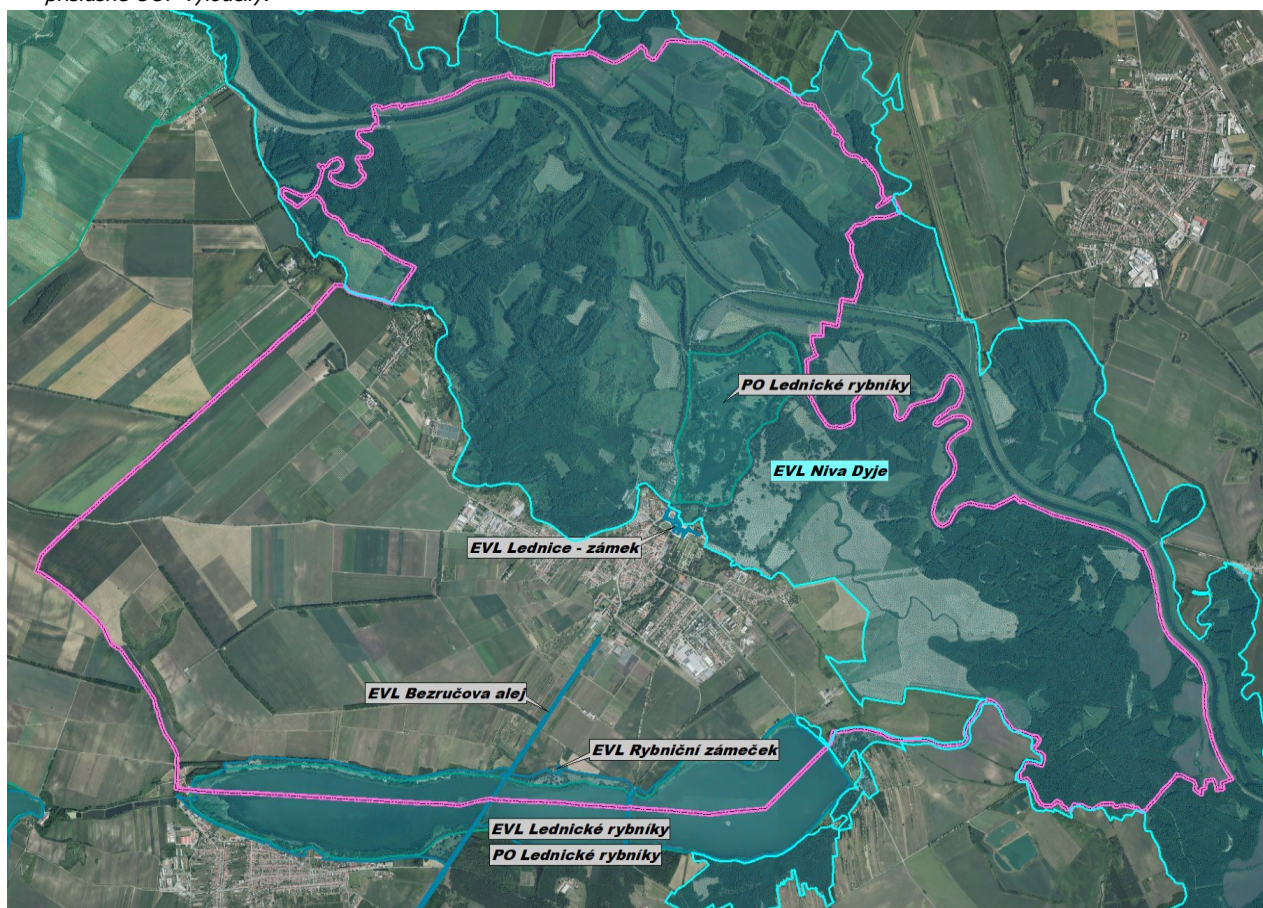 PO Lednické rybníky
EVL Niva Dyje
EVL Lednice - zámek
EVL Bezručova alej
EVL Rybniční zámeček
EVL Lednické rybníky
PO Lednické rybníky